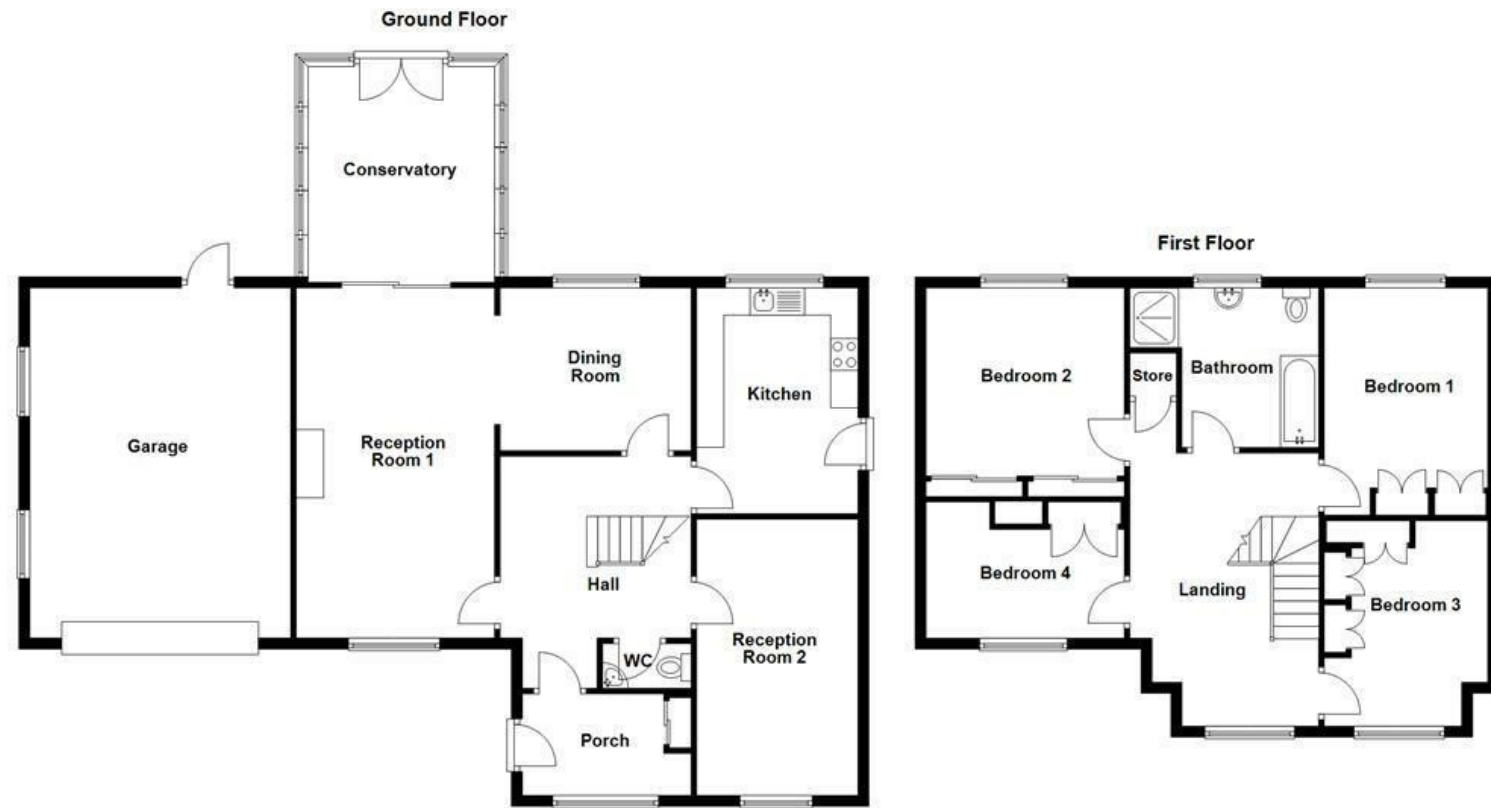 Ground Floor
Conservatory
Dining
Room
Kitchen
Garage
Reception
Room 1
Hall
WC
Reception
Room 2
Porch
First Floor
Bedroom 2
Store
Bathroom
Bedroom 1
Bedroom 4
Landing
Bedroom 3